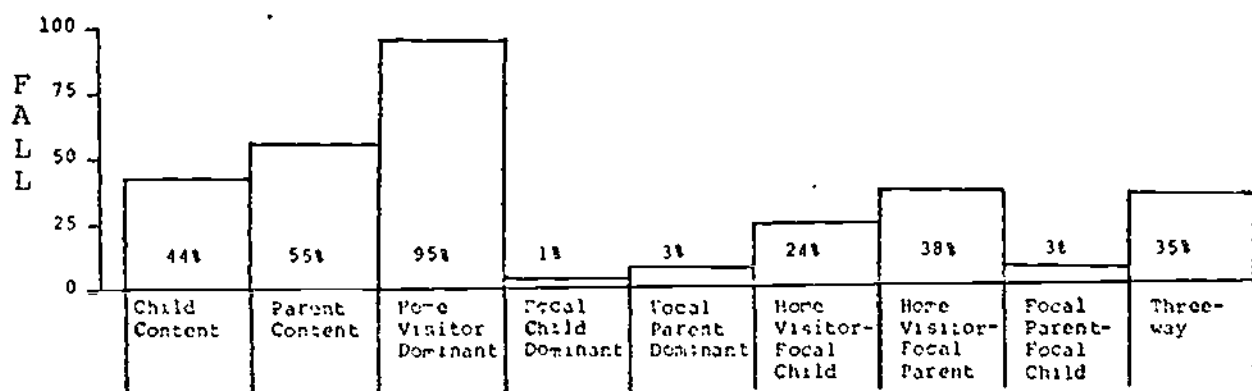 100
75
50
25
0
FALL
44% 55% 95% 1% 3% 24% 38% 3% 35%
Child Content
Parent Content
Home Visitor Dominant
Focal Child Dominant
Focal Parent Dominant
Home Visitor-Focal Child
Home Visitor-Focal Parent
Focal Parent-Focal Child
Three-way